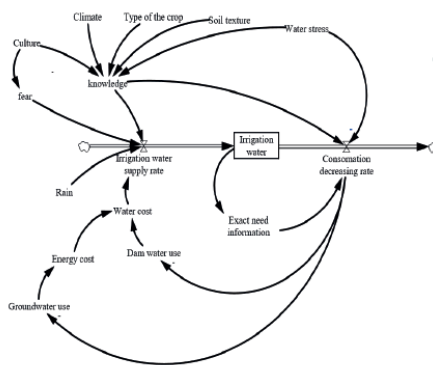 Climate
Type of the crop
Soil texture
Water stress
Culture
knowledge
fear
Irrigation water
supply rate
Irrigation
water
Consomation
decreasing rate
Rain
Water cost
Exact need
information
Energy cost
Dam water use
Groundwater use